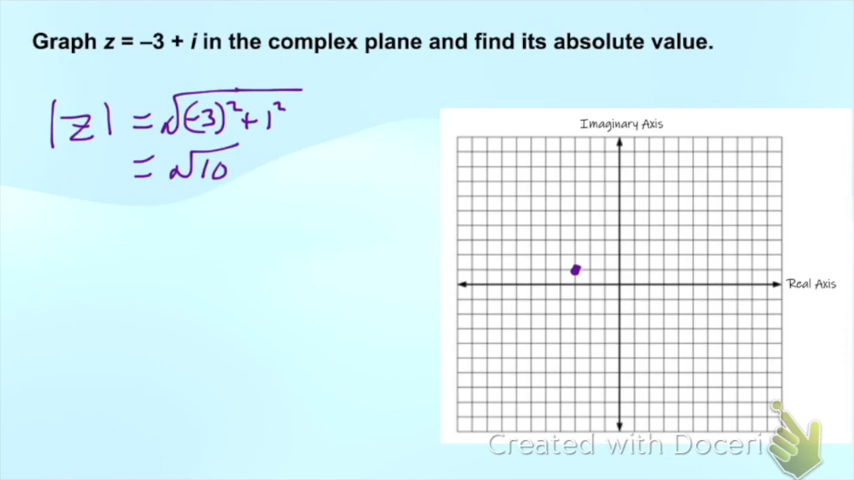 Graph z = –3 + i in the complex plane and find its absolute value.
|z| = √(-3)² + 1²
= √10
Imaginary Axis
Real Axis
Created with Doceri